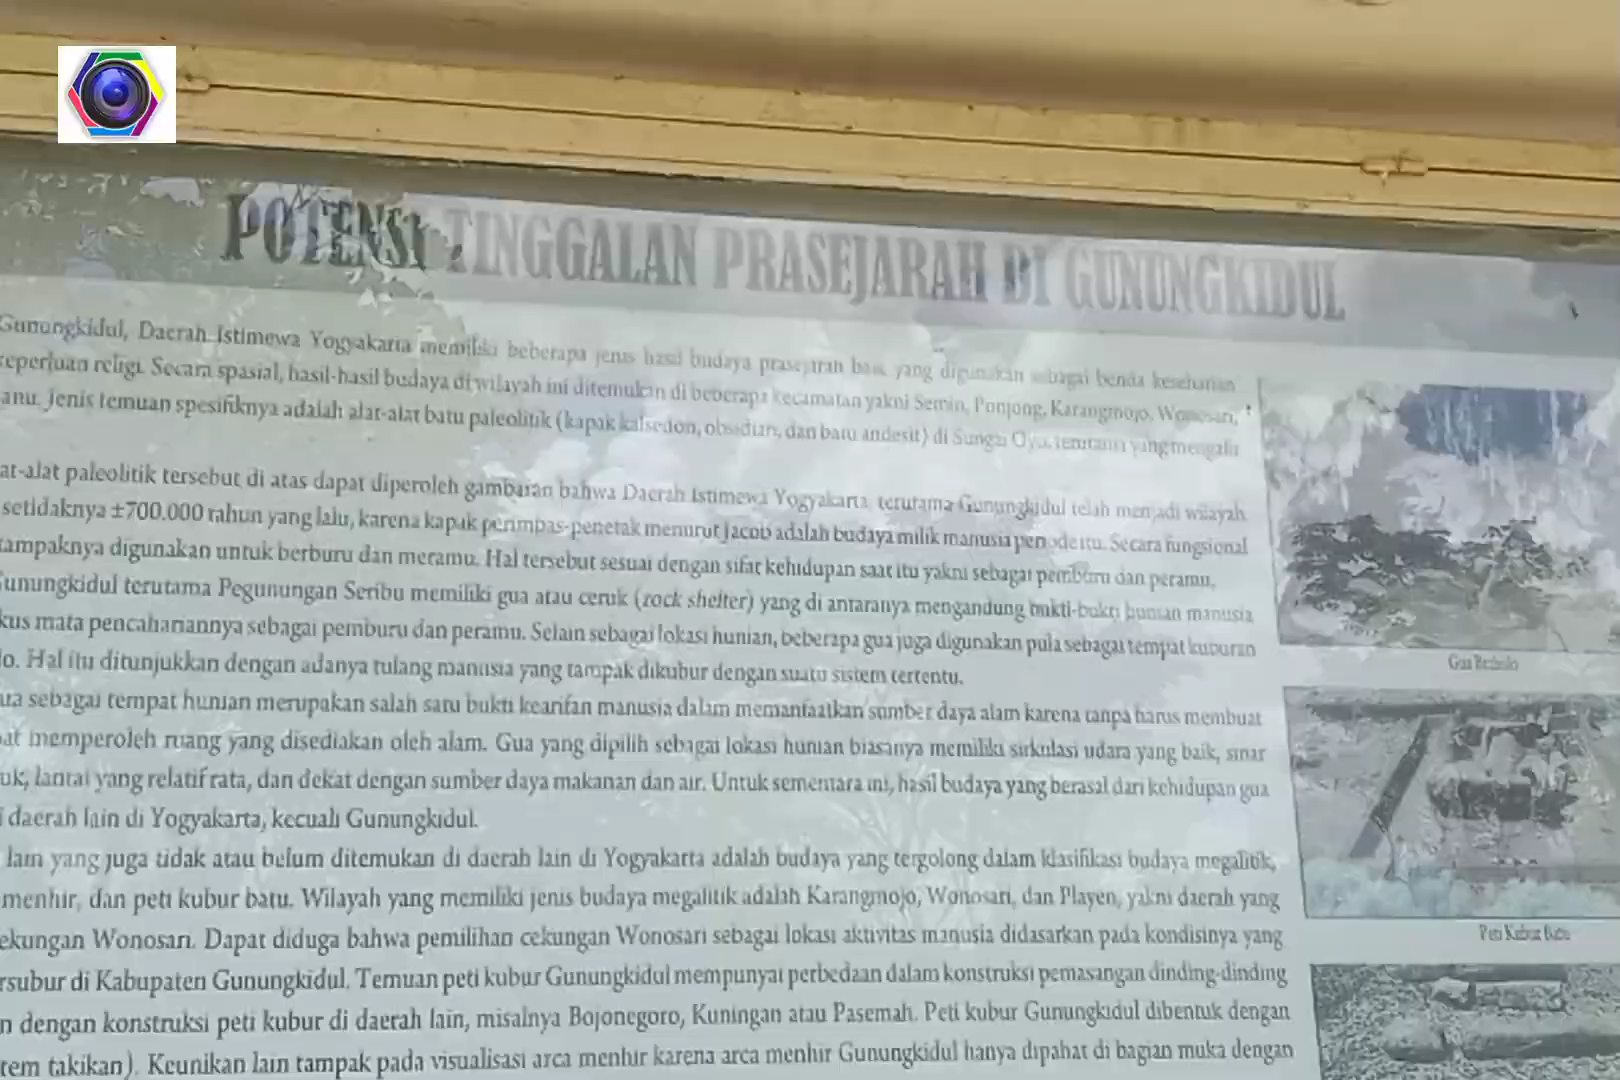 POTENSI TINGGALAN PRASEJARAH DI GUNUNGKIDUL
Gunungkidul, Daerah Istimewa Yogyakarta memiliki beberapa jenis hasil budaya prasejarah baik yang digunakan sebagai benda keseharian
keperluan religi. Secara spasial, hasil-hasil budaya di wilayah ini ditemukan di beberapa kecamatan yakni Semin, Ponjong, Karangmojo, Wonosari,
anu. Jenis temuan spesifiknya adalah alat-alat batu paleolitik (kapak kalsedon, obsidian, dan batu andesit) di Sungai Oyo, terutama yang mengalir
at-alat paleolitik tersebut di atas dapat diperoleh gambaran bahwa Daerah Istimewa Yogyakarta, terutama Gunungkidul telah menjadi wilayah
setidaknya ±700.000 tahun yang lalu, karena kapak perimbas-penetak menurut Jacob adalah budaya milik manusia periode itu. Secara fungsional
tampaknya digunakan untuk berburu dan meramu. Hal tersebut sesuai dengan sifat kehidupan saat itu yakni sebagai pemburu dan peramu.
Gunungkidul terutama Pegunungan Seribu memiliki gua atau ceruk (rock shelter) yang di antaranya mengandung bukti-bukti hunian manusia
kus mata pencahariannya sebagai pemburu dan peramu. Selain sebagai lokasi hunian, beberapa gua juga digunakan pula sebagai tempat kuburan
lo. Hal itu ditunjukkan dengan adanya tulang manusia yang tampak dikubur dengan suatu sistem tertentu.
ua sebagai tempat hunian merupakan salah satu bukti kearifan manusia dalam memanfaatkan sumber daya alam karena tanpa harus membuat
at memperoleh ruang yang disediakan oleh alam. Gua yang dipilih sebagai lokasi hunian biasanya memiliki sirkulasi udara yang baik, sinar
uk, lantai yang relatif rata, dan dekat dengan sumber daya makanan dan air. Untuk sementara ini, hasil budaya yang berasal dari kehidupan gua
i daerah lain di Yogyakarta, kecuali Gunungkidul.
lain yang juga tidak atau belum ditemukan di daerah lain di Yogyakarta adalah budaya yang tergolong dalam klasifikasi budaya megalitik,
menhir, dan peti kubur batu. Wilayah yang memiliki jenis budaya megalitik adalah Karangmojo, Wonosari, dan Playen, yakni daerah yang
ekungan Wonosari. Dapat diduga bahwa pemilihan cekungan Wonosari sebagai lokasi aktivitas manusia didasarkan pada kondisinya yang
rsubur di Kabupaten Gunungkidul. Temuan peti kubur Gunungkidul mempunyai perbedaan dalam konstruksi pemasangan dinding-dinding
n dengan konstruksi peti kubur di daerah lain, misalnya Bojonegoro, Kuningan atau Pasemah. Peti kubur Gunungkidul dibentuk dengan
tem takikan). Keunikan lain tampak pada visualisasi arca menhir karena arca menhir Gunungkidul hanya dipahat di bagian muka dengan
Gua Braholo
Peti Kubur Batu